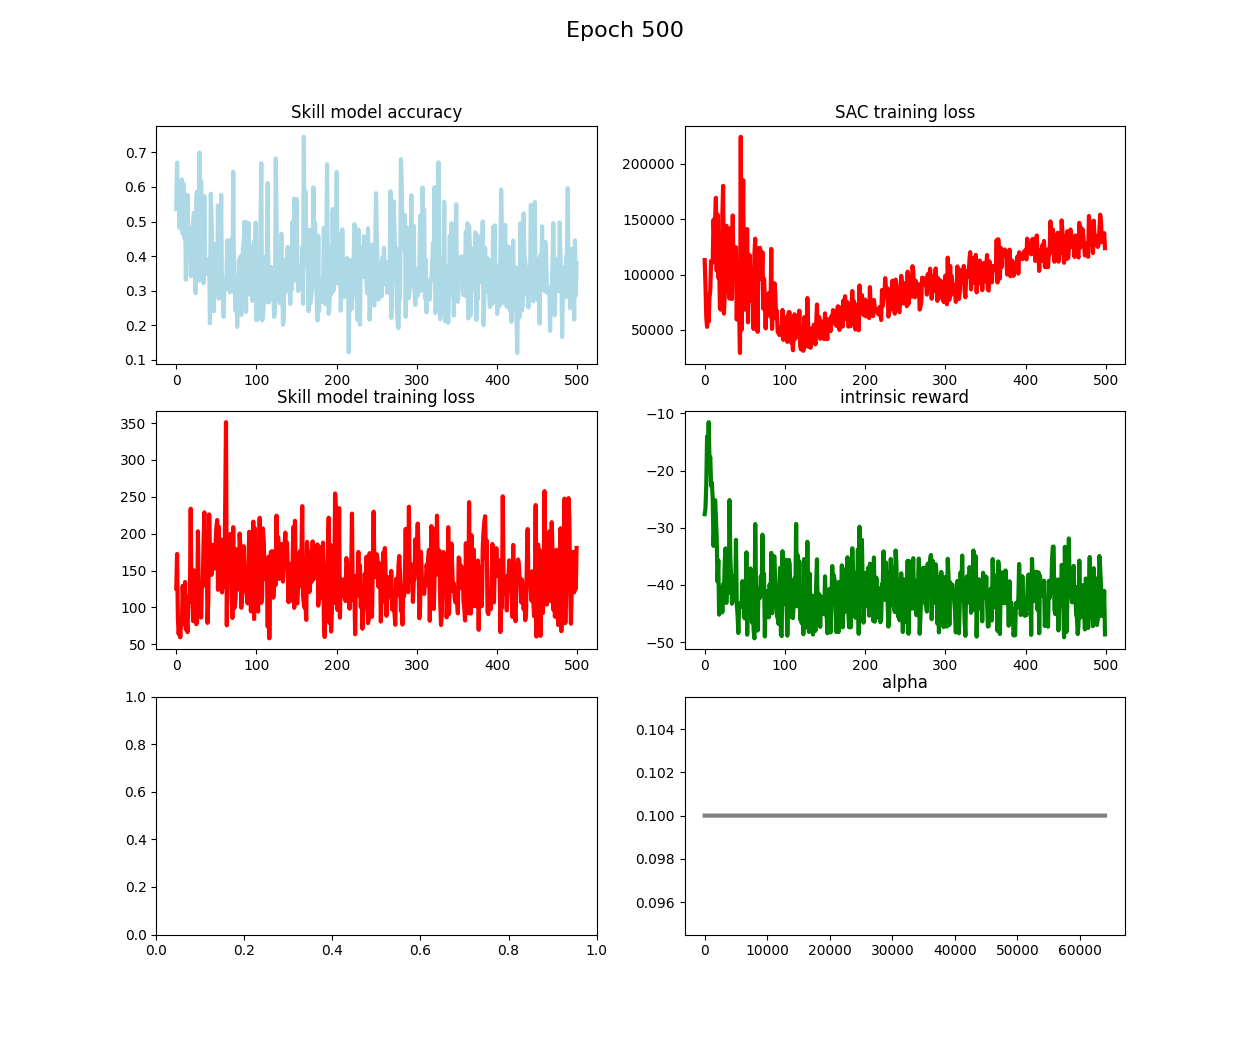 Epoch 500
Skill model accuracy
0.7
0.6
0.5
0.4
0.3
0.2
0.1
0 100 200 300 400 500
SAC training loss
200000
150000
100000
50000
0 100 200 300 400 500
Skill model training loss
350
300
250
200
150
100
50
0 100 200 300 400 500
intrinsic reward
−10
−20
−30
−40
−50
0 100 200 300 400 500
1.0
0.8
0.6
0.4
0.2
0.0
0.0 0.2 0.4 0.6 0.8 1.0
alpha
0.104
0.102
0.100
0.098
0.096
0 10000 20000 30000 40000 50000 60000